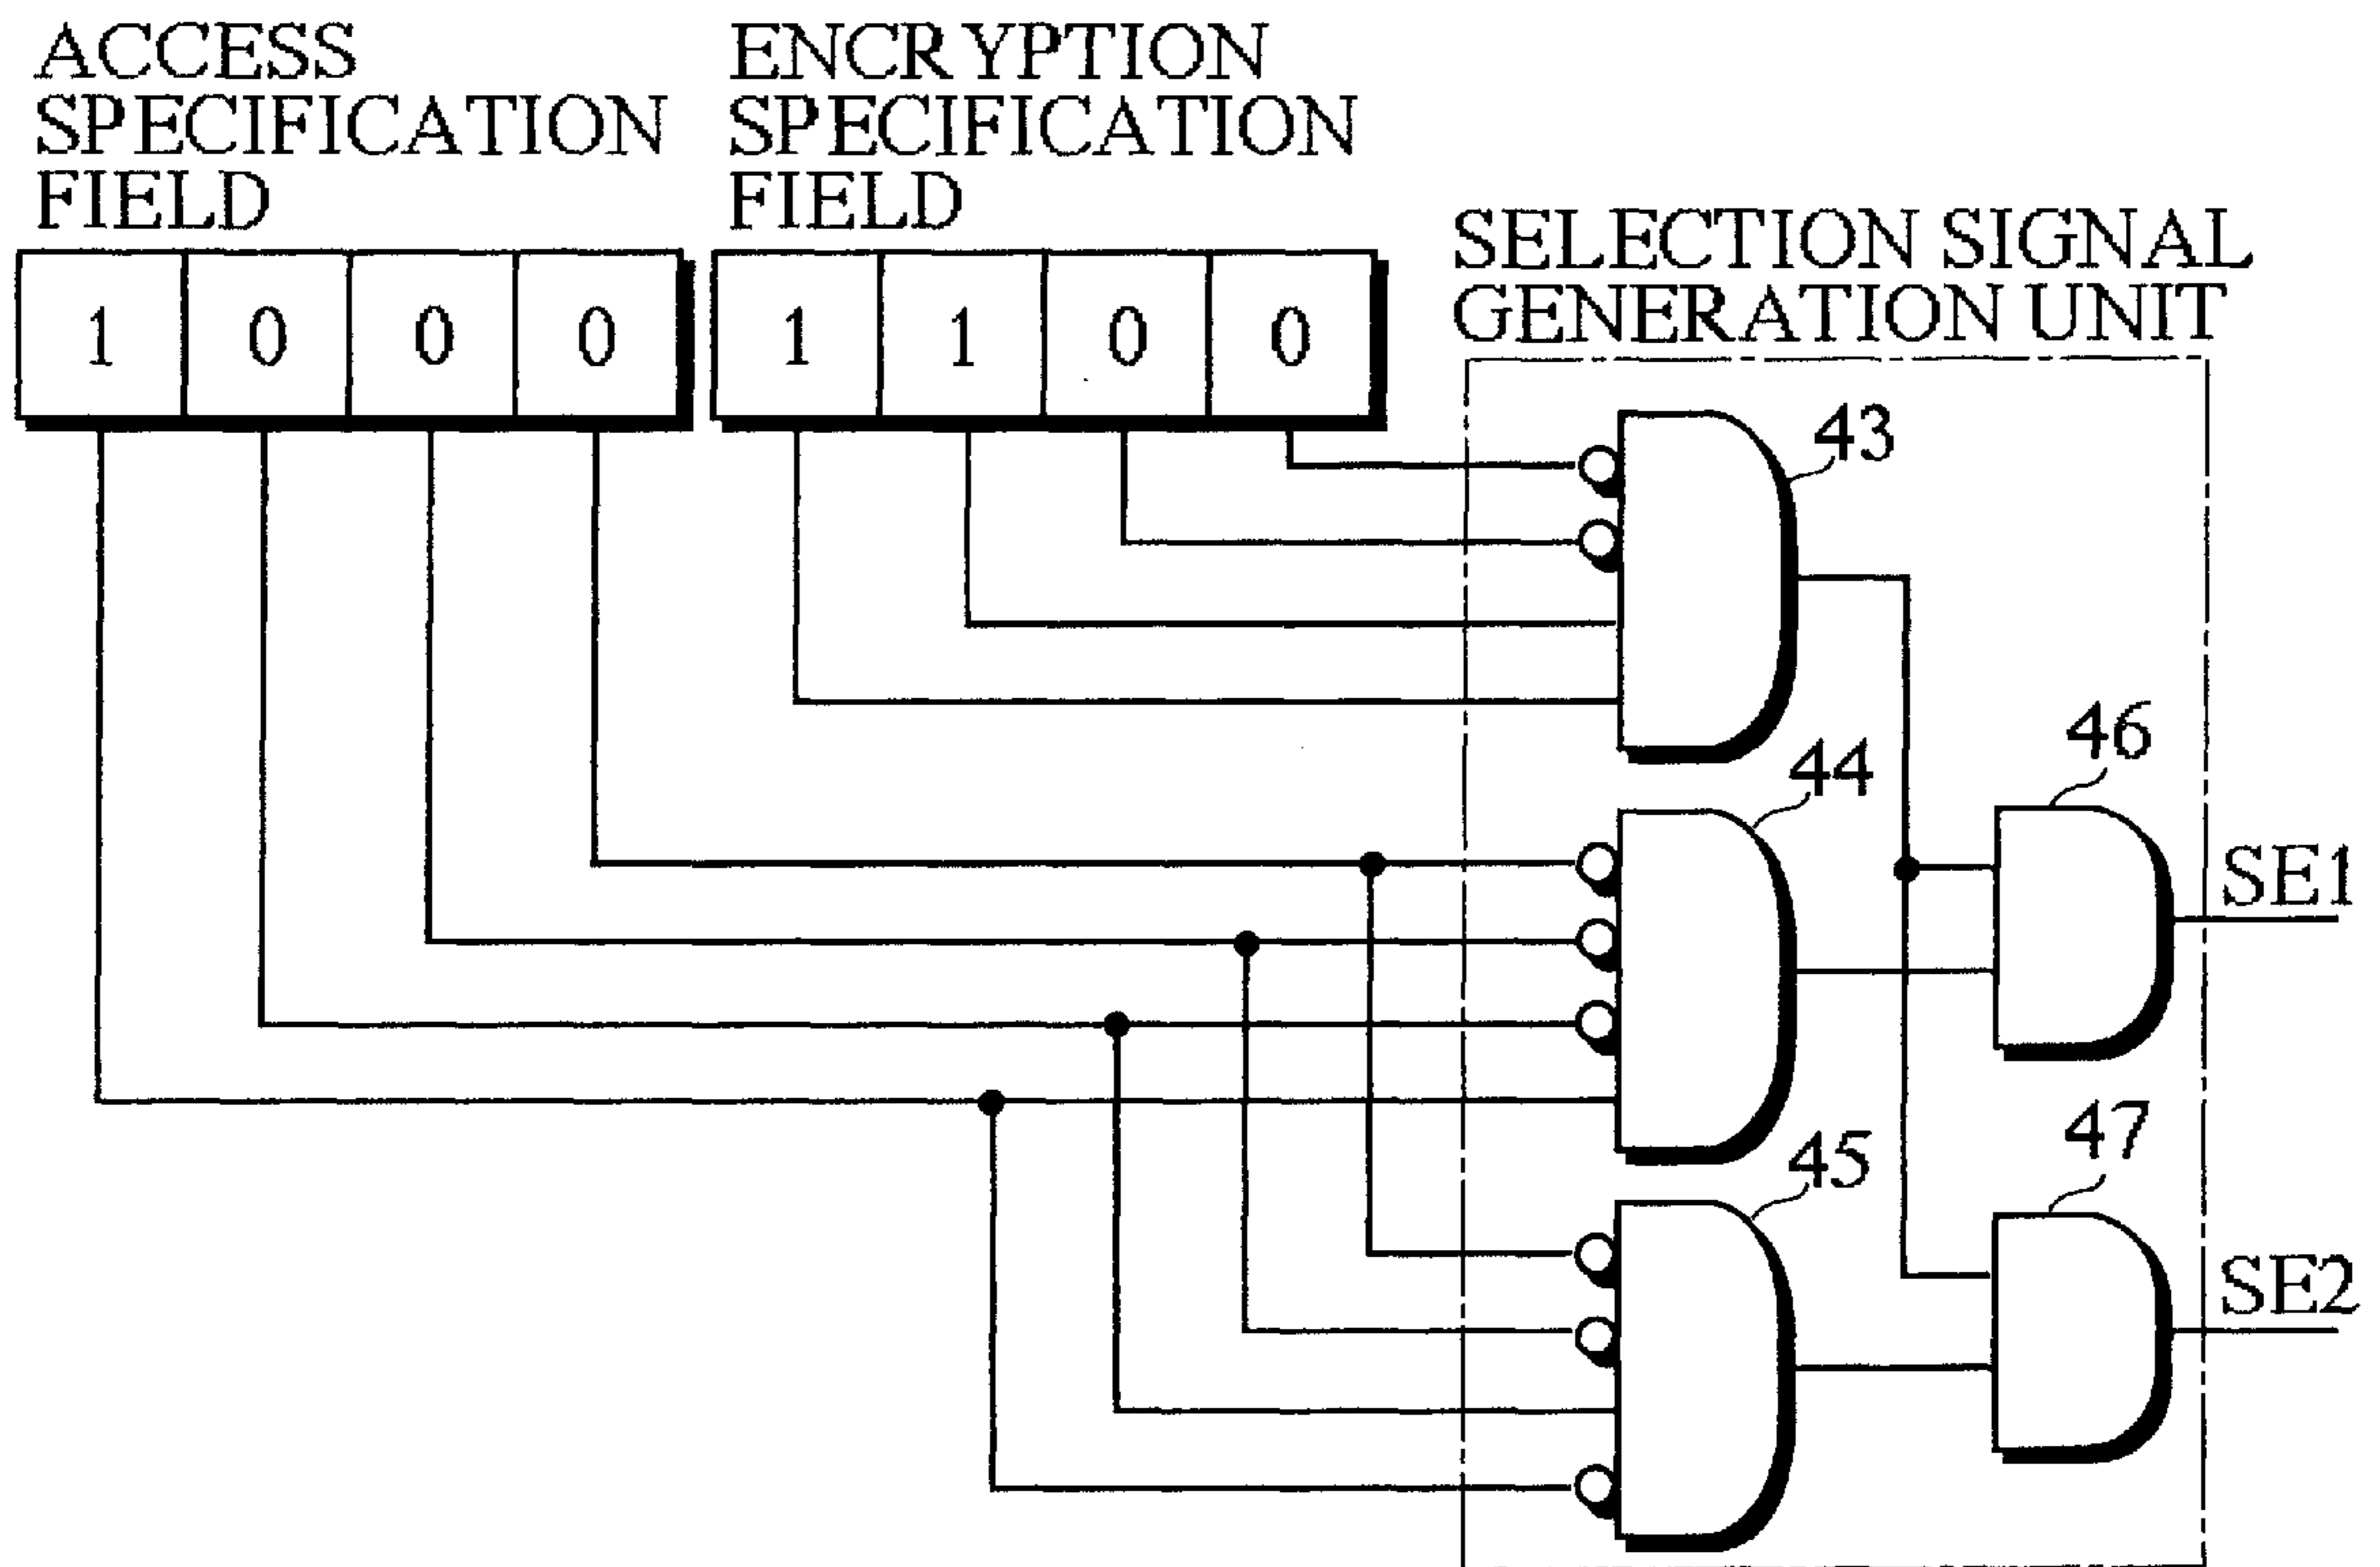 ACCESS
SPECIFICATION
FIELD
ENCRYPTION
SPECIFICATION
FIELD
SELECTION SIGNAL
GENERATION UNIT
1 0 0 0
1 1 0 0
43
44
46
SE1
45
47
SE2